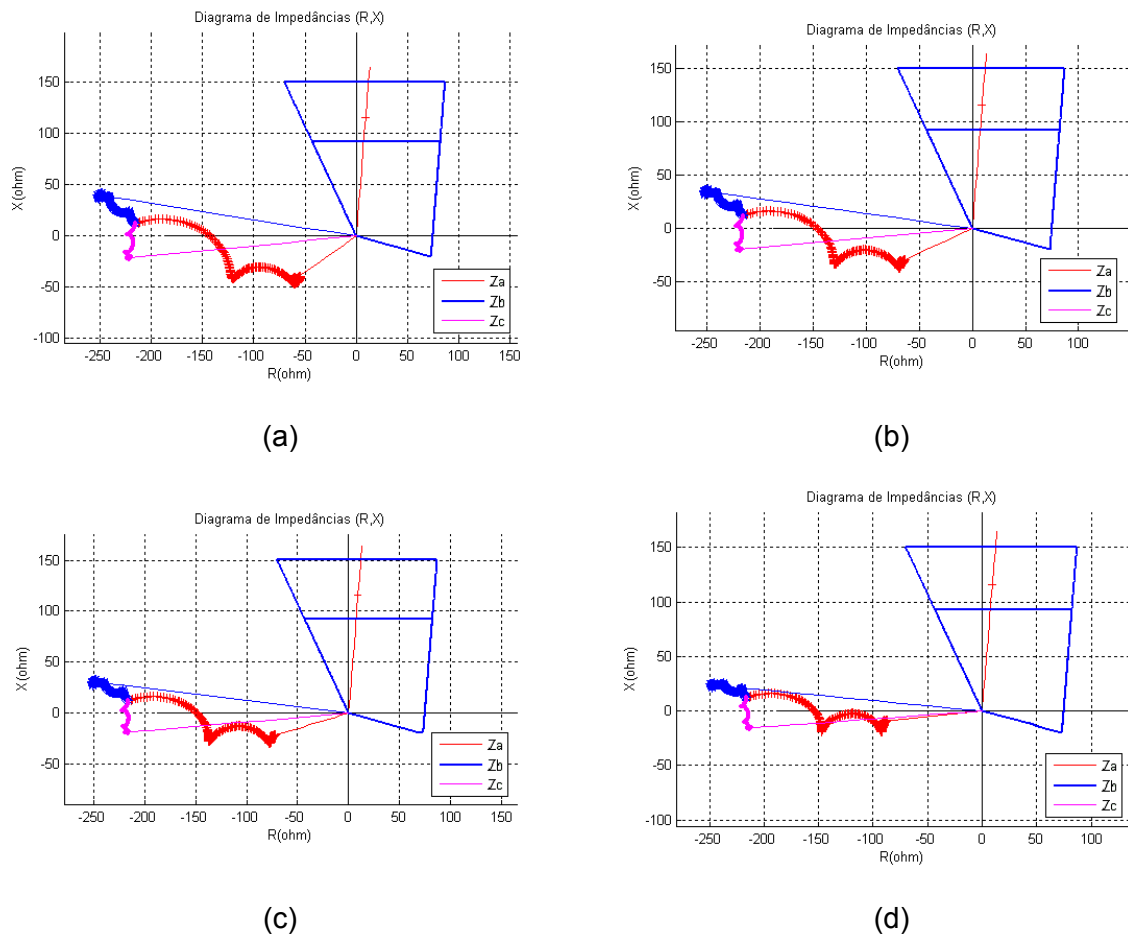 Diagrama de Impedâncias (R,X)
150
100
50
0
-50
-100
X(ohm)
-250 -200 -150 -100 -50 0 50 100 150
R(ohm)
Za
Zb
Zc
(a)
Diagrama de Impedâncias (R,X)
150
100
50
0
-50
X(ohm)
-250 -200 -150 -100 -50 0 50 100
R(ohm)
Za
Zb
Zc
(b)
Diagrama de Impedâncias (R,X)
150
100
50
0
-50
X(ohm)
-250 -200 -150 -100 -50 0 50 100 150
R(ohm)
Za
Zb
Zc
(c)
Diagrama de Impedâncias (R,X)
150
100
50
0
-50
-100
X(ohm)
-250 -200 -150 -100 -50 0 50 100
R(ohm)
Za
Zb
Zc
(d)